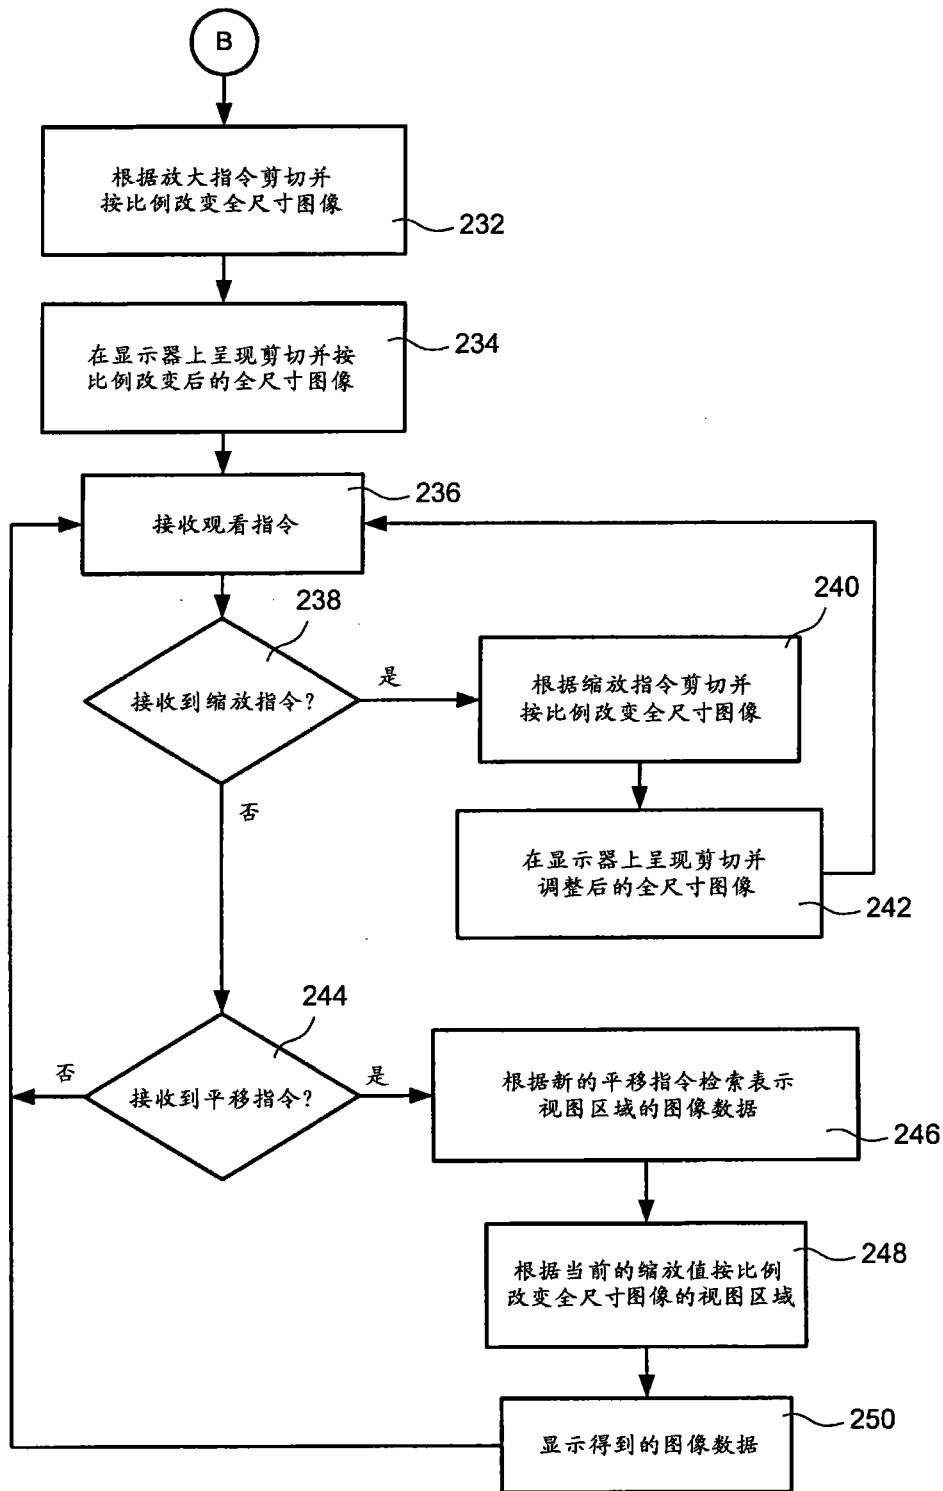 B
根据放大指令剪切并
按比例改变全尺寸图像
232
在显示器上呈现剪切并按
比例改变后的全尺寸图像
234
接收观看指令
236
接收到缩放指令?
238
是
根据缩放指令剪切并
按比例改变全尺寸图像
240
在显示器上呈现剪切并
调整后的全尺寸图像
242
否
接收到平移指令?
244
否
是
根据新的平移指令检索表示
视图区域的图像数据
246
根据当前的缩放值按比例
改变全尺寸图像的视图区域
248
显示得到的图像数据
250